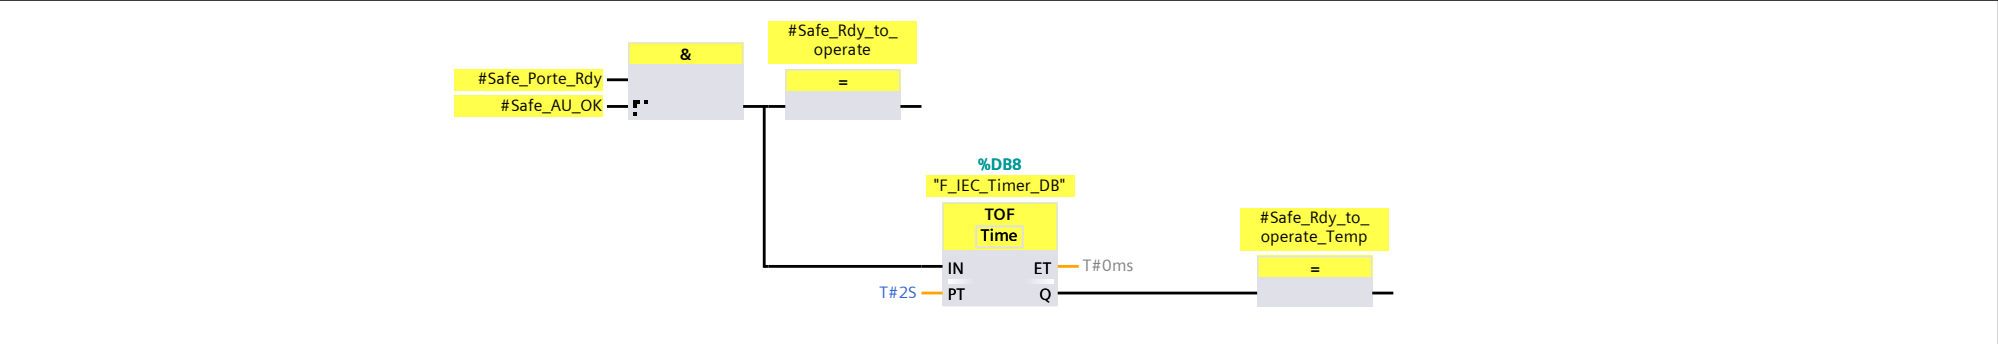 #Safe_Rdy_to_
operate
&
=
#Safe_Porte_Rdy
#Safe_AU_OK
%DB8
"F_IEC_Timer_DB"
TOF
Time
#Safe_Rdy_to_
operate_Temp
=
IN
ET
T#0ms
T#2S
PT
Q